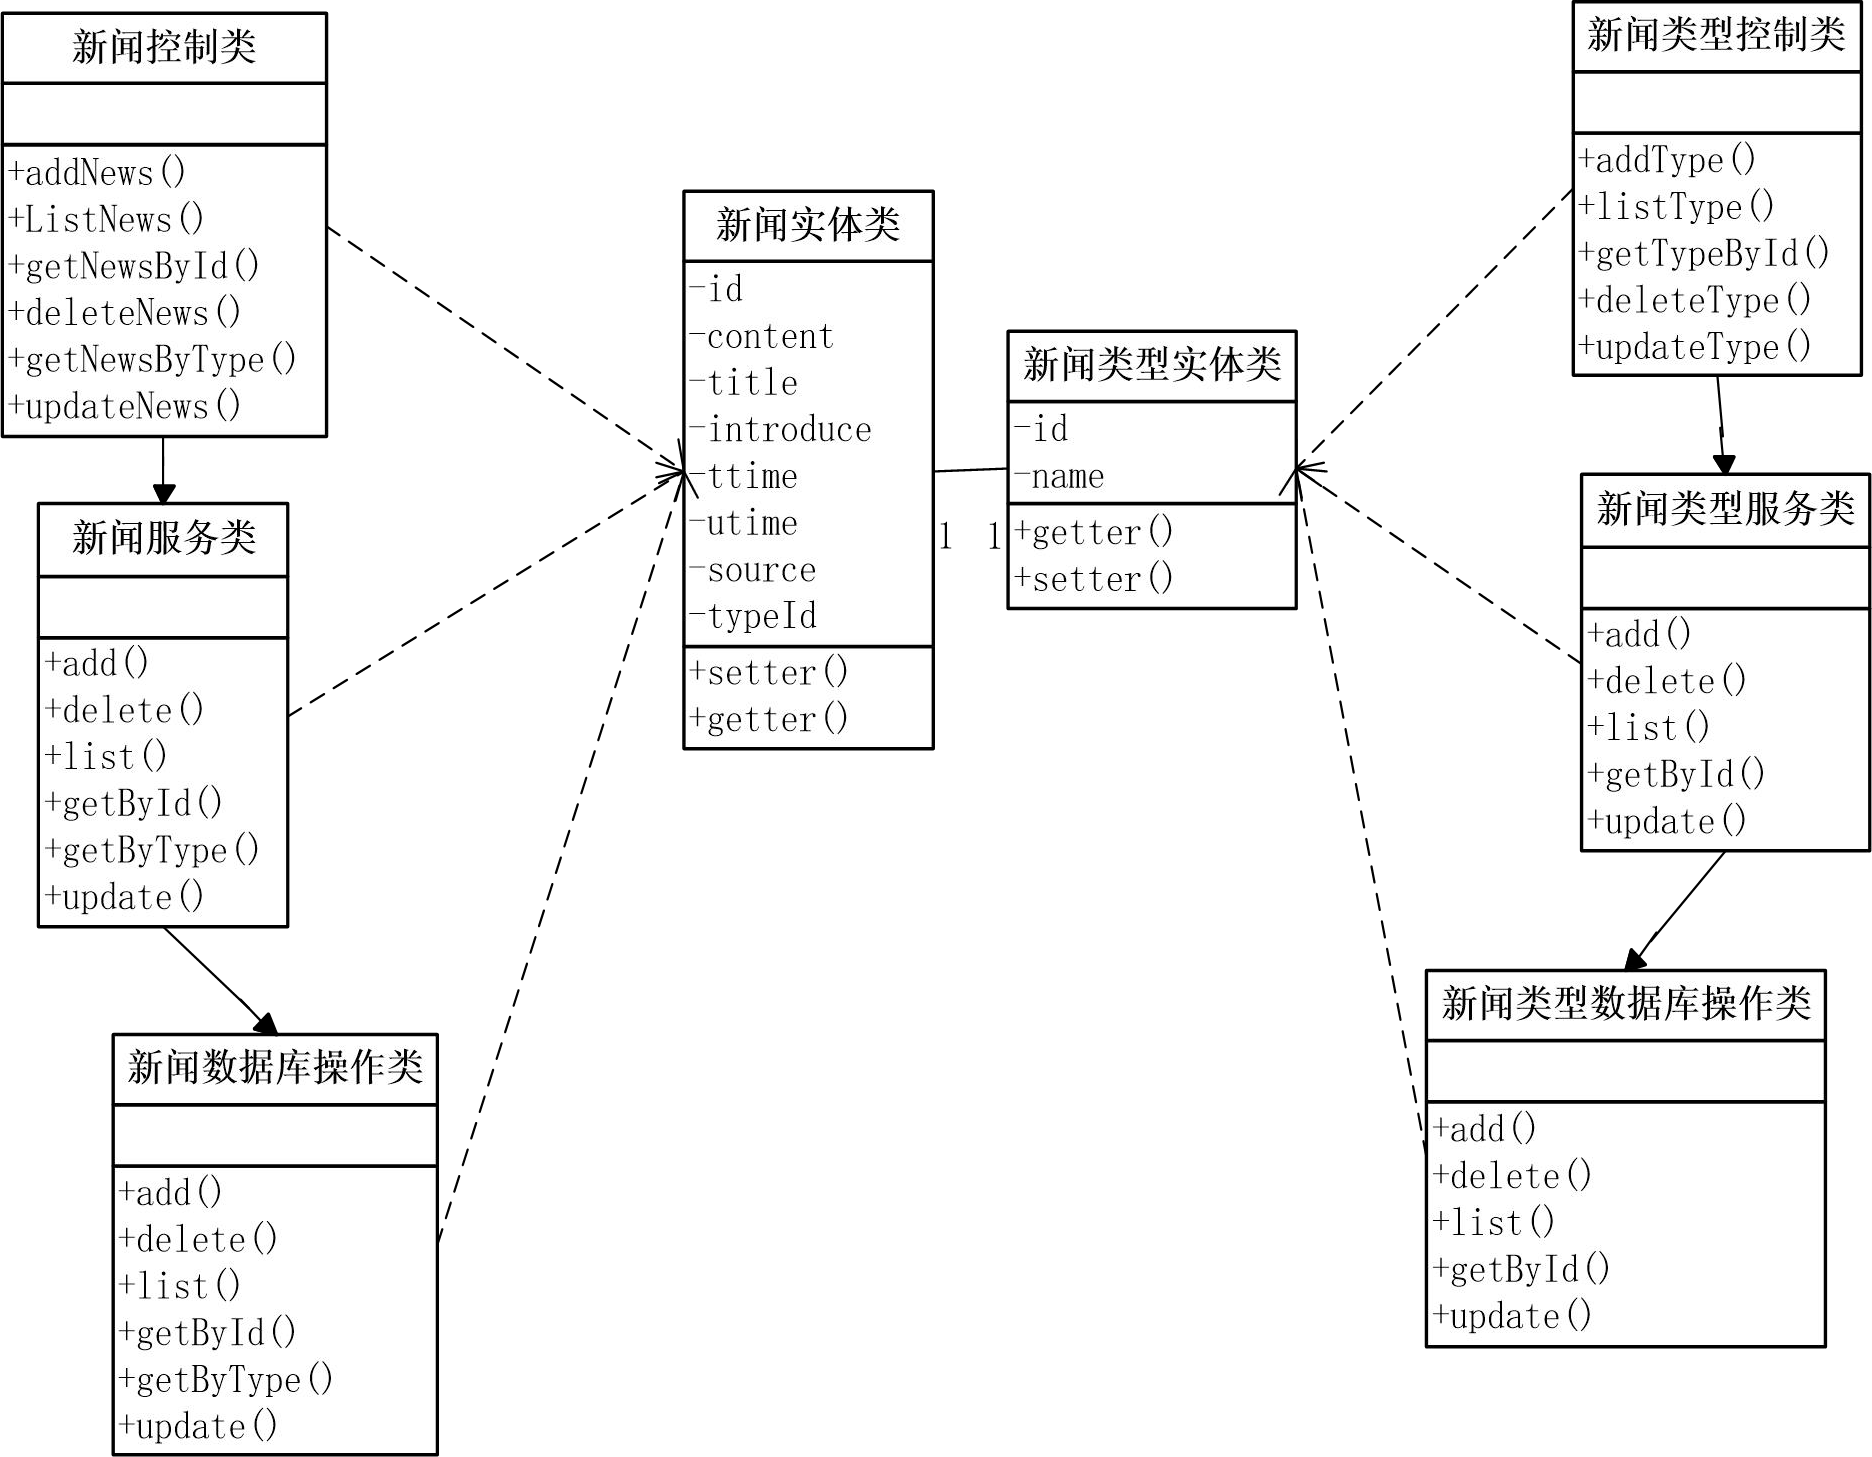 新闻控制类
+addNews()
+ListNews()
+getNewsById()
+deleteNews()
+getNewsByType()
+updateNews()
新闻服务类
+add()
+delete()
+list()
+getById()
+getByType()
+update()
新闻数据库操作类
+add()
+delete()
+list()
+getById()
+getByType()
+update()
新闻实体类
-id
-content
-title
-introduce
-ttime
-utime
-source
-typeId
+setter()
+getter()
1 1
新闻类型实体类
-id
-name
+getter()
+setter()
新闻类型控制类
+addType()
+listType()
+getTypeById()
+deleteType()
+updateType()
新闻类型服务类
+add()
+delete()
+list()
+getById()
+update()
新闻类型数据库操作类
+add()
+delete()
+list()
+getById()
+update()